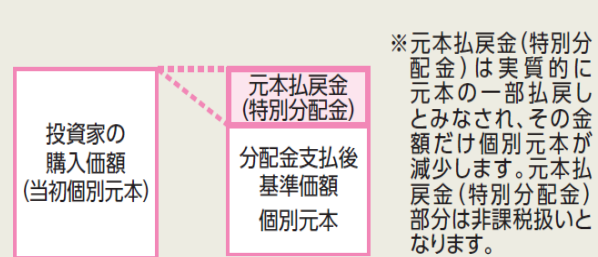 投資家の
購入価額
(当初個別元本)
元本払戻金
(特別分配金)
分配金支払後
基準価額
個別元本
※元本払戻金(特別分
配金)は実質的に
元本の一部払戻し
とみなされ、その金
額だけ個別元本が
減少します。元本払
戻金(特別分配金)
部分は非課税扱いと
なります。